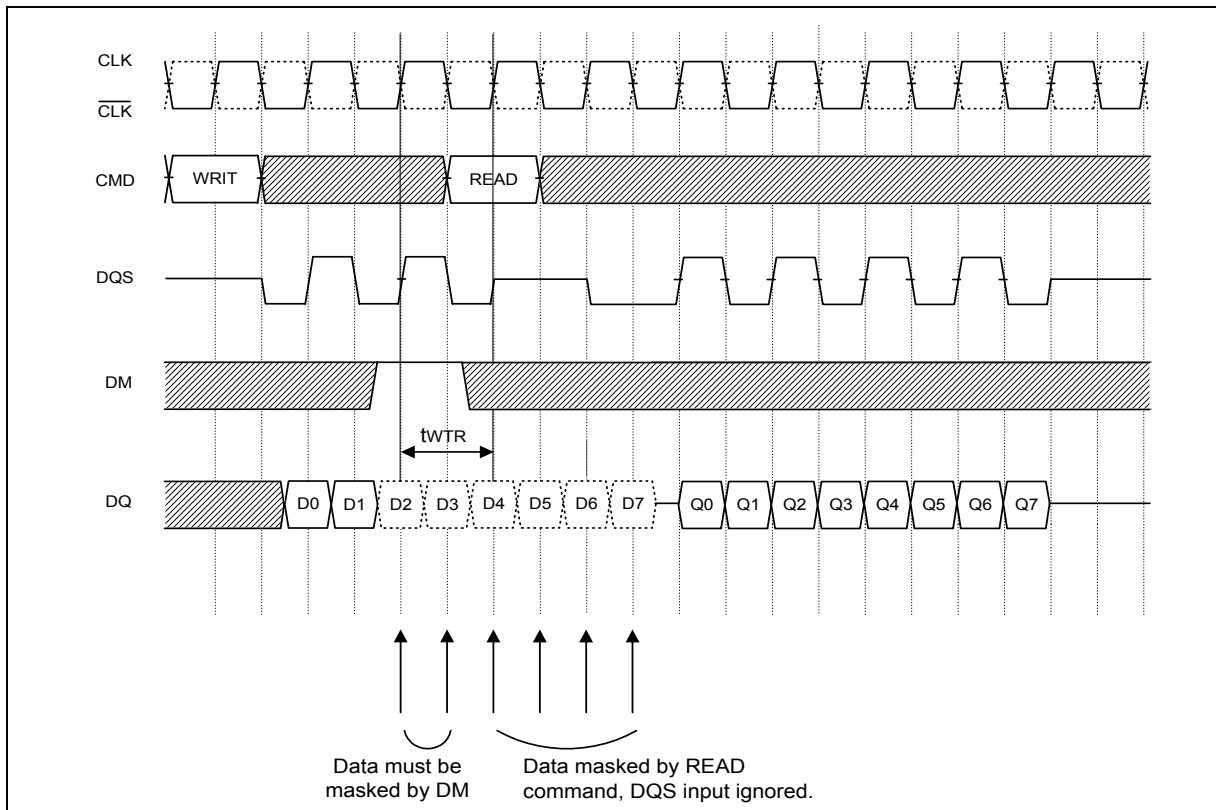 CLK
CLK
CMD WRIT READ
DQS
DM
tWTR
DQ D0 D1 D2 D3 D4 D5 D6 D7 Q0 Q1 Q2 Q3 Q4 Q5 Q6 Q7
Data must be
masked by DM
Data masked by READ
command, DQS input ignored.